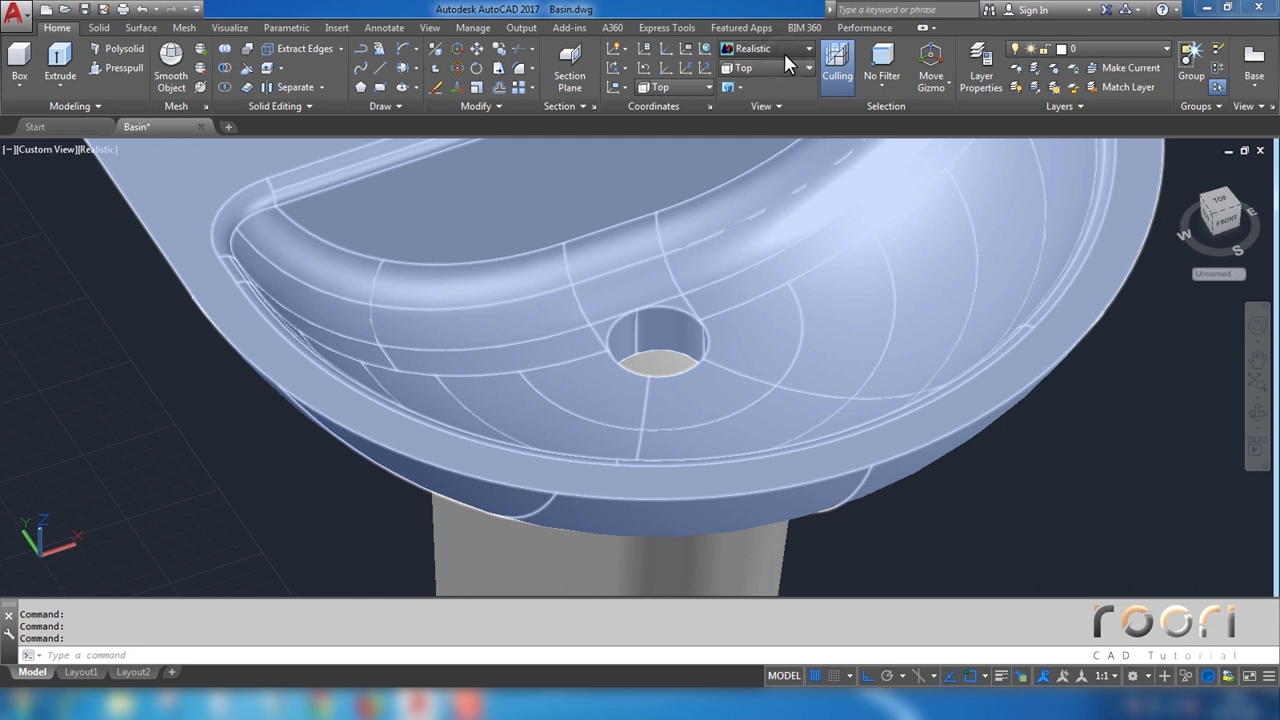 Autodesk AutoCAD 2017 Basin.dwg
Type a keyword or phrase
Sign In
Home Solid Surface Mesh Visualize Parametric Insert Annotate View Manage Output Add-ins A360 Express Tools Featured Apps BIM 360 Performance
Box
Extrude
Polysolid
Presspull
Smooth
Object
Extract Edges
Separate
Section
Plane
Top
Realistic
Top
Culling
No Filter
Move
Gizmo
Layer
Properties
0
Make Current
Match Layer
Group
Base
Modeling Mesh Solid Editing Draw Modify Section Coordinates View Selection Layers Groups View
Start Basin*
[−][Custom View][Realistic]
TOP
FRONT
W
E
S
Unnamed
Y
Z
X
Command:
Command:
Command:
Type a command
roori
CAD Tutorial
Model Layout1 Layout2
MODEL
1:1